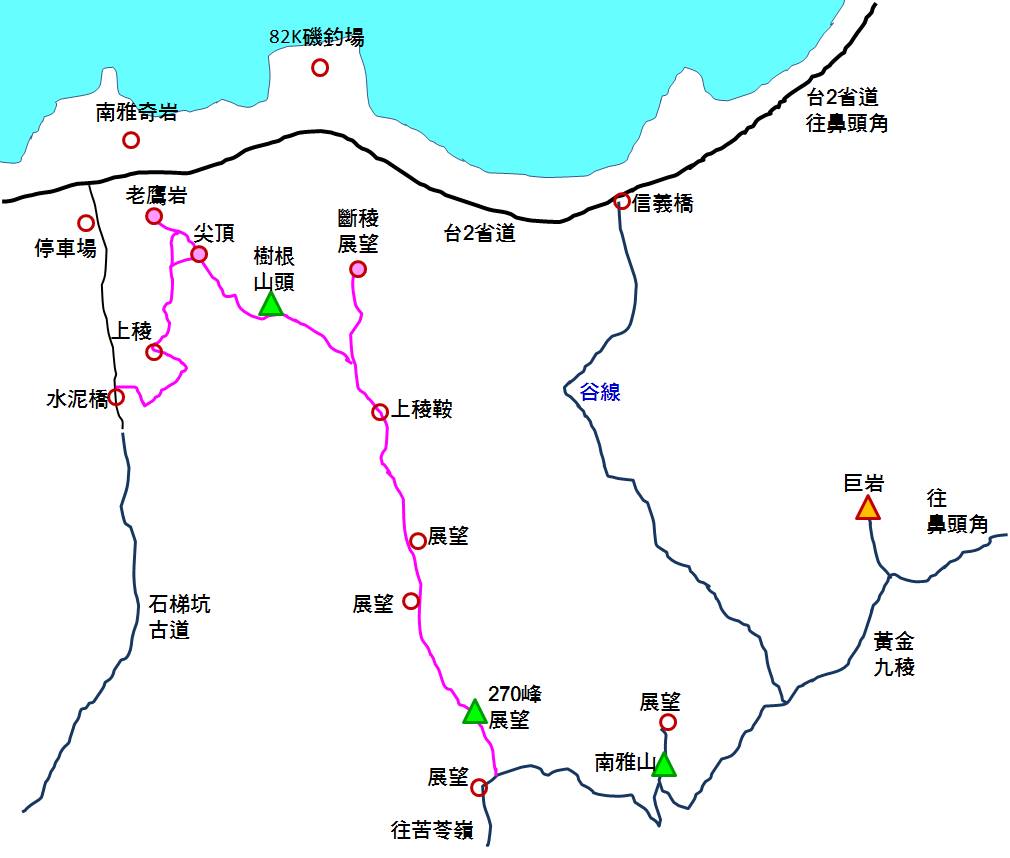 82K磯釣場
南雅奇岩
台2省道
往鼻頭角
老鷹岩
停車場
尖頂
斷稜
展望
台2省道
信義橋
樹根
山頭
上稜
水泥橋
谷線
上稜鞍
巨岩
往
鼻頭角
展望
展望
石梯坑
古道
黃金
九稜
270峰
展望
展望
南雅山
展望
往苦苓嶺